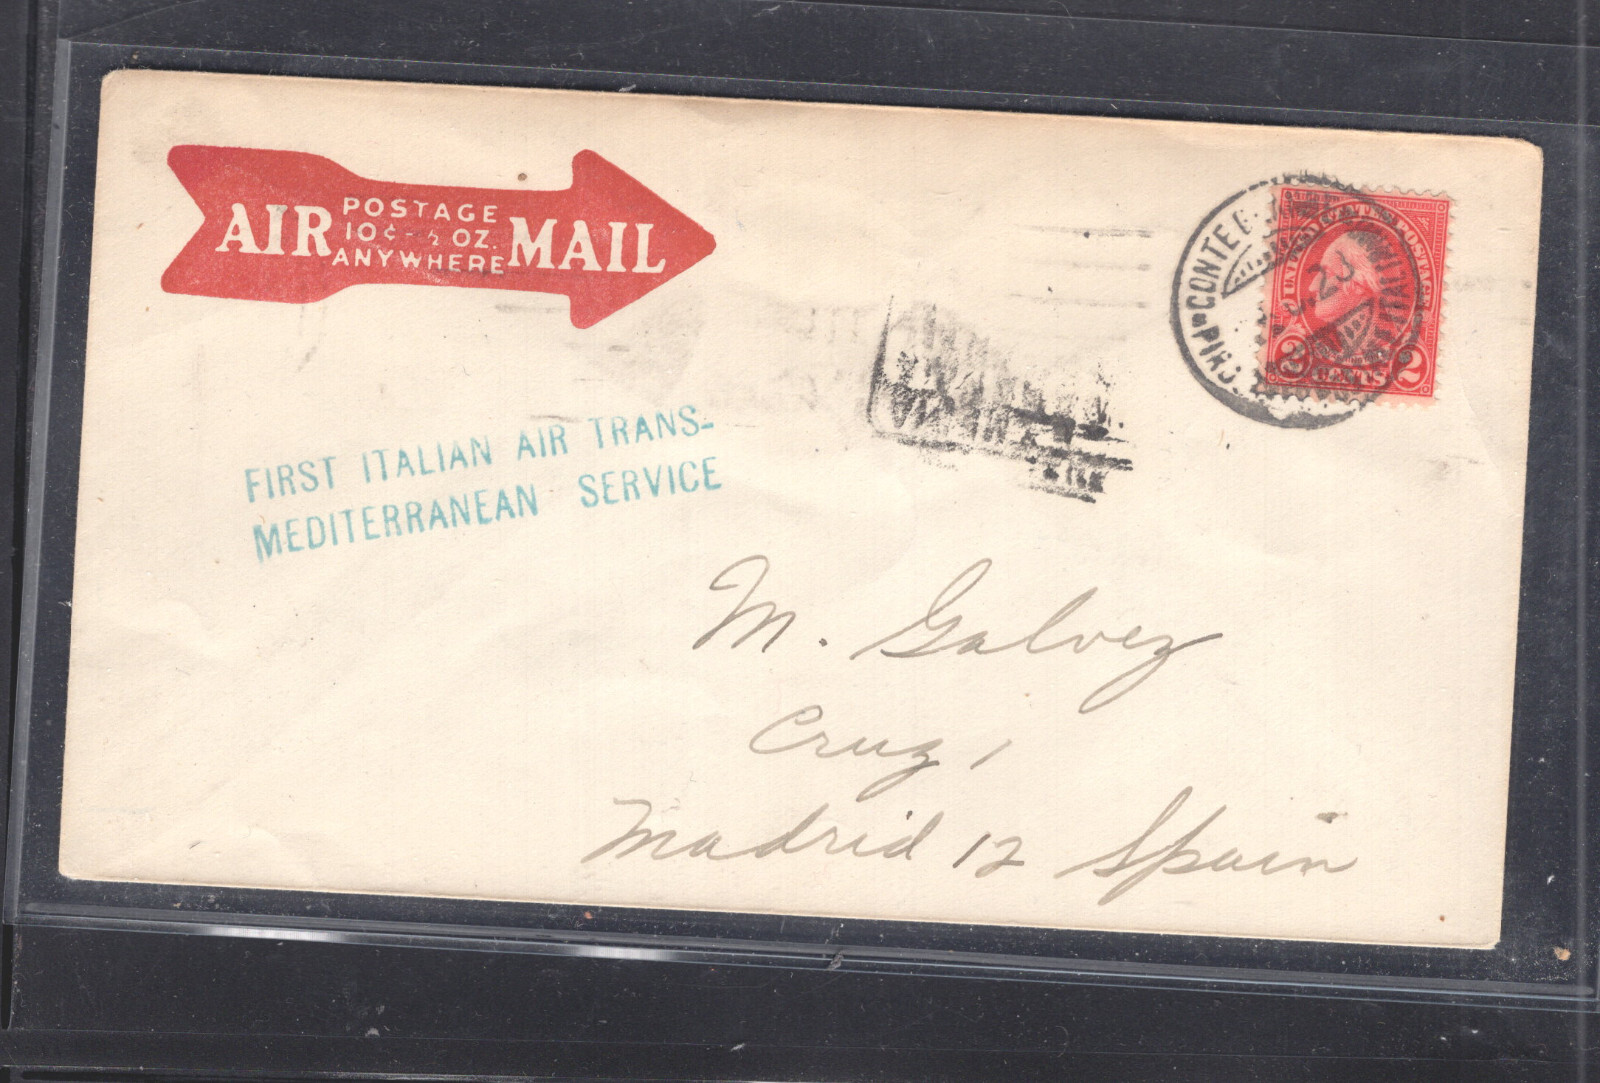 AIR MAIL
POSTAGE
10¢-½ OZ.
ANYWHERE
FIRST ITALIAN AIR TRANS-
MEDITERRANEAN SERVICE
2 CENTS 2
M. Galvez
Cruz 1
Madrid 12 Spain